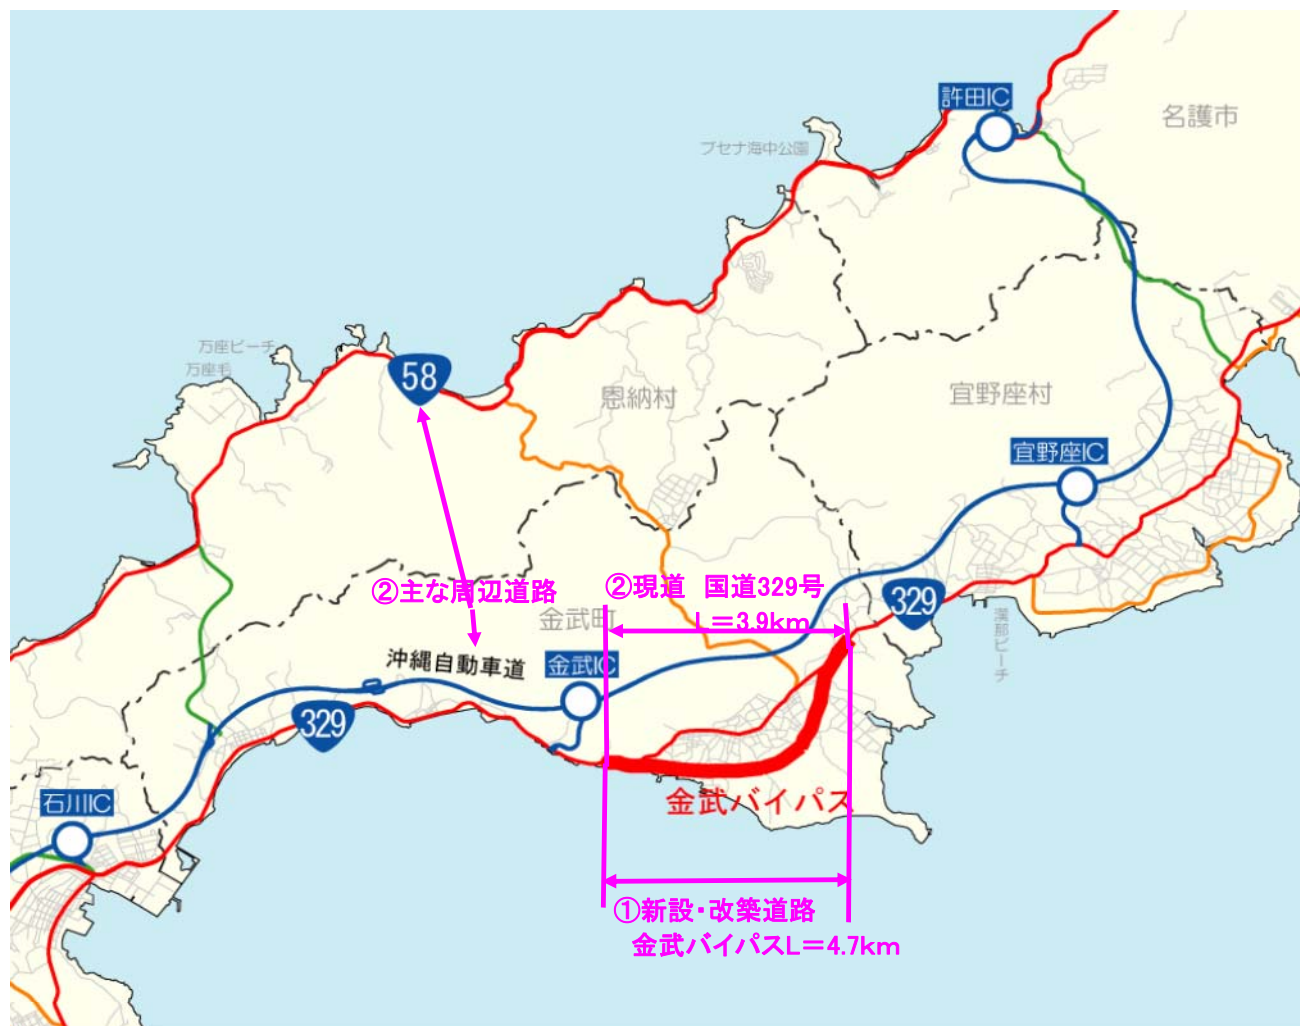 許田IC
名護市
ブセナ海中公園
万座ビーチ
万座毛
58
恩納村
宜野座村
宜野座IC
②主な周辺道路
②現道 国道329号
L=3.9km
329
金武町
漢那ビーチ
沖縄自動車道
金武IC
329
石川IC
金武バイパス
①新設・改築道路
金武バイパスL=4.7km